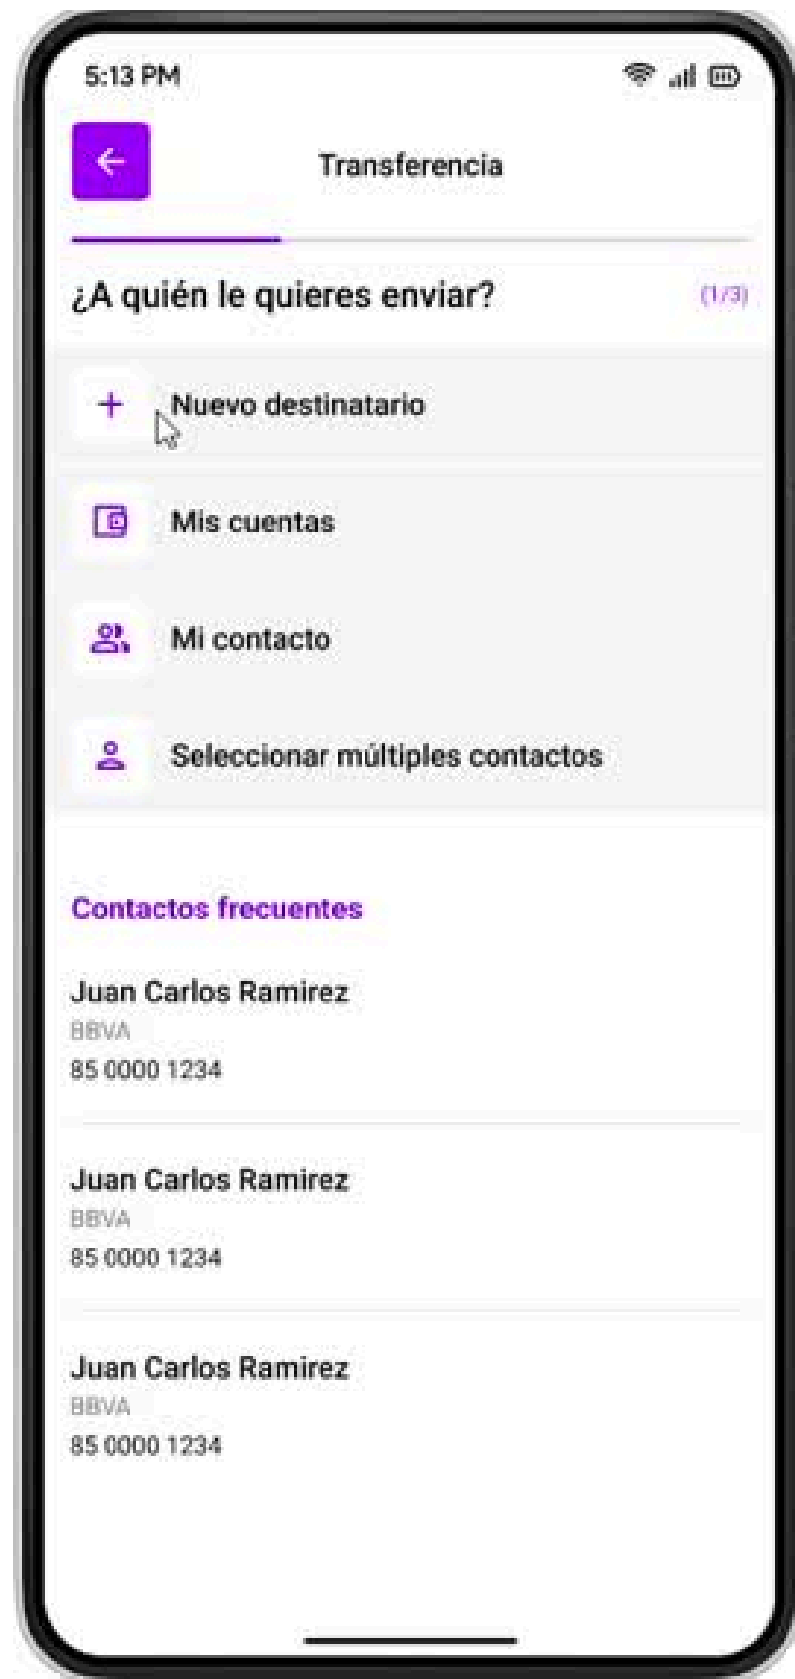 5:13 PM
Transferencia
¿A quién le quieres enviar?
(1/3)
Nuevo destinatario
Mis cuentas
Mi contacto
Seleccionar múltiples contactos
Contactos frecuentes
Juan Carlos Ramirez
BBVA
85 0000 1234
Juan Carlos Ramirez
BBVA
85 0000 1234
Juan Carlos Ramirez
BBVA
85 0000 1234